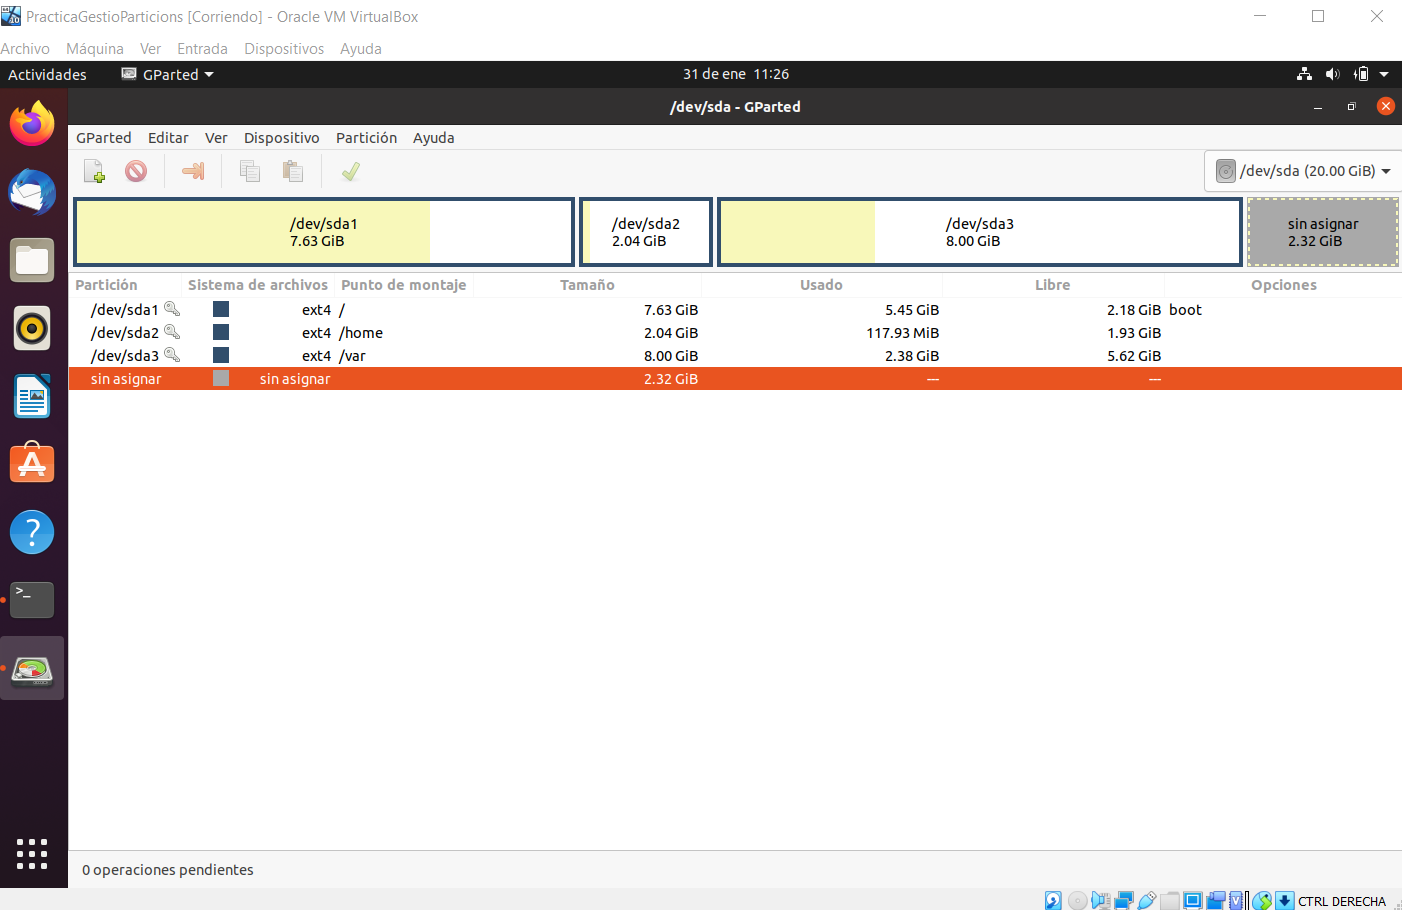 PracticaGestioParticions [Corriendo] - Oracle VM VirtualBox
Archivo Máquina Ver Entrada Dispositivos Ayuda
Actividades GParted 31 de ene 11:26
/dev/sda - GParted
GParted Editar Ver Dispositivo Partición Ayuda
/dev/sda (20.00 GiB)
/dev/sda1 /dev/sda2 /dev/sda3 sin asignar
7.63 GiB 2.04 GiB 8.00 GiB 2.32 GiB
Partición Sistema de archivos Punto de montaje Tamaño Usado Libre Opciones
/dev/sda1 ext4 / 7.63 GiB 5.45 GiB 2.18 GiB boot
/dev/sda2 ext4 /home 2.04 GiB 117.93 MiB 1.93 GiB
/dev/sda3 ext4 /var 8.00 GiB 2.38 GiB 5.62 GiB
sin asignar sin asignar 2.32 GiB --- ---
0 operaciones pendientes
CTRL DERECHA